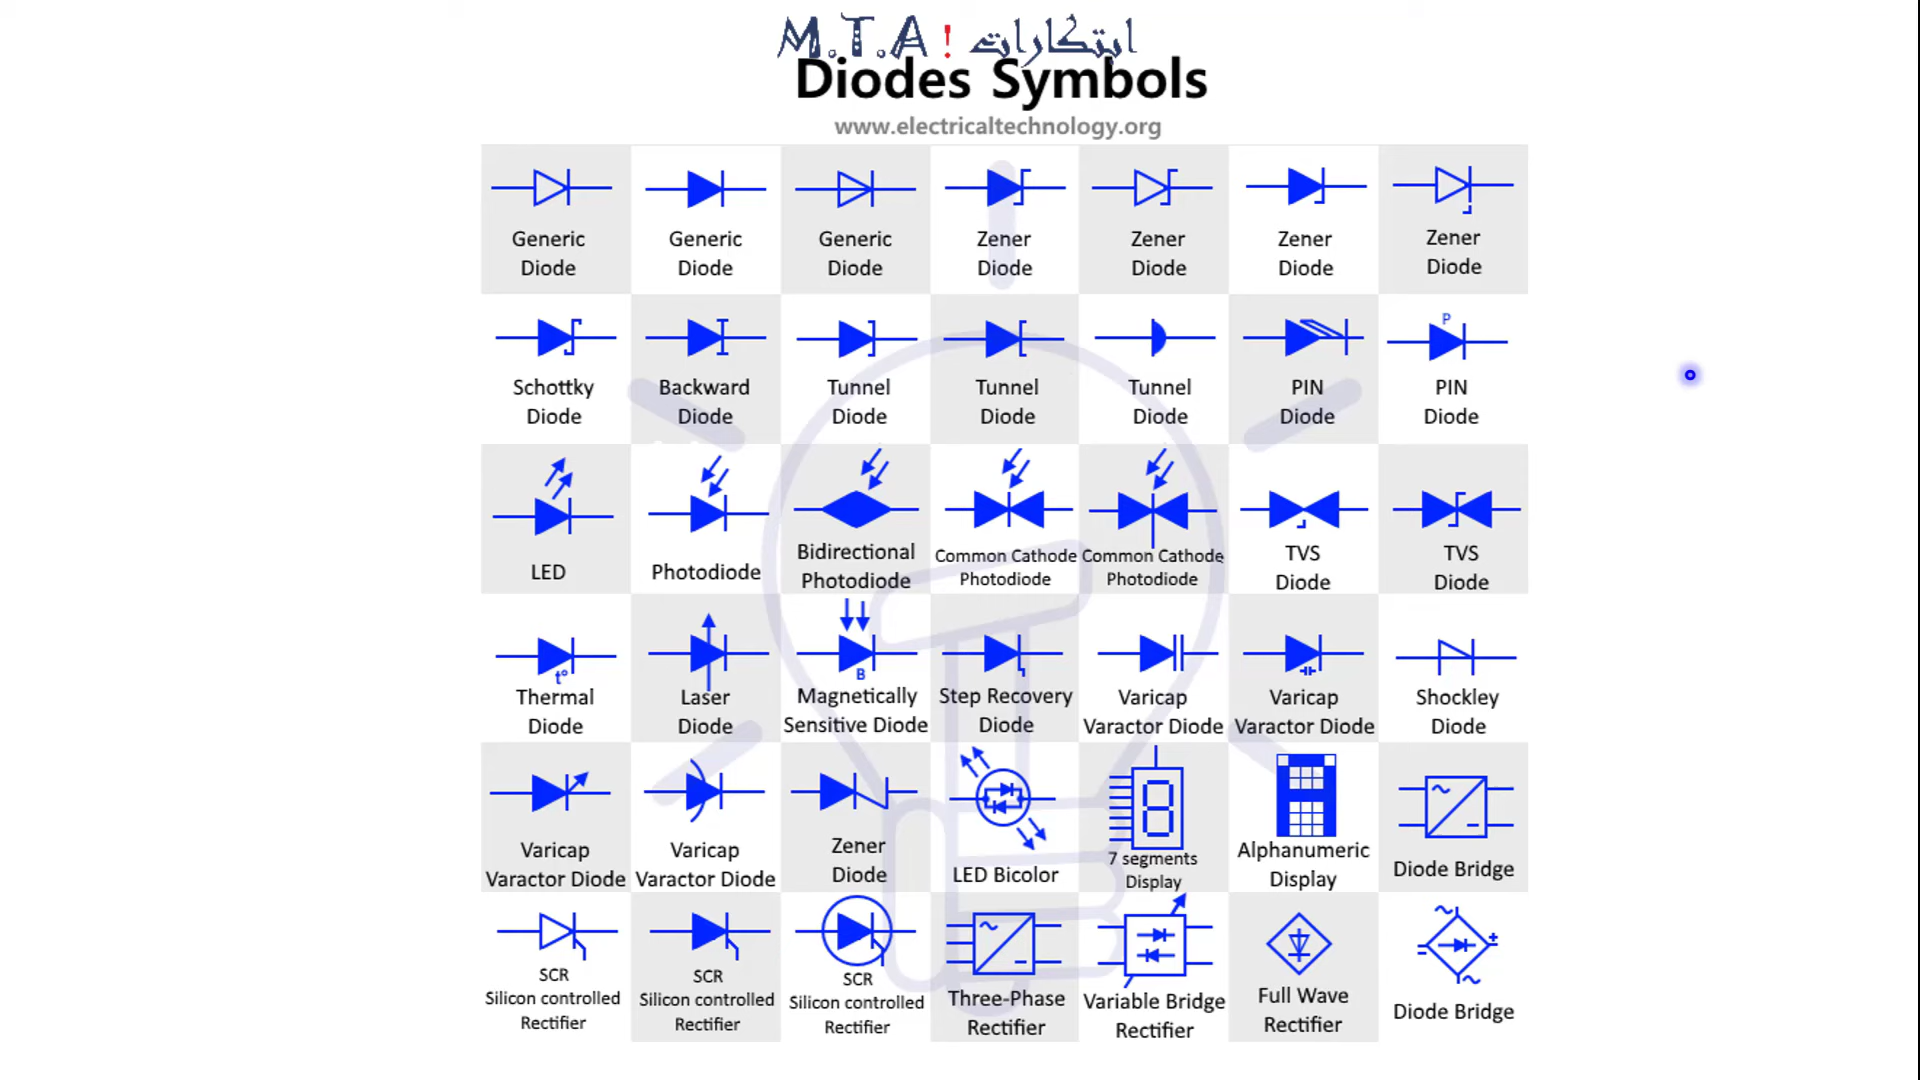 M.T.A ! ابتكارات
Diodes Symbols
www.electricaltechnology.org
Generic
Diode
Generic
Diode
Generic
Diode
Zener
Diode
Zener
Diode
Zener
Diode
Zener
Diode
Schottky
Diode
Backward
Diode
Tunnel
Diode
Tunnel
Diode
Tunnel
Diode
PIN
Diode
P
PIN
Diode
LED
Photodiode
Bidirectional
Photodiode
Common Cathode
Photodiode
Common Cathode
Photodiode
TVS
Diode
TVS
Diode
t°
Thermal
Diode
Laser
Diode
B
Magnetically
Sensitive Diode
Step Recovery
Diode
Varicap
Varactor Diode
Varicap
Varactor Diode
Shockley
Diode
Varicap
Varactor Diode
Varicap
Varactor Diode
Zener
Diode
LED Bicolor
7 segments
Display
Alphanumeric
Display
Diode Bridge
SCR
Silicon controlled
Rectifier
SCR
Silicon controlled
Rectifier
SCR
Silicon controlled
Rectifier
Three-Phase
Rectifier
Variable Bridge
Rectifier
Full Wave
Rectifier
Diode Bridge